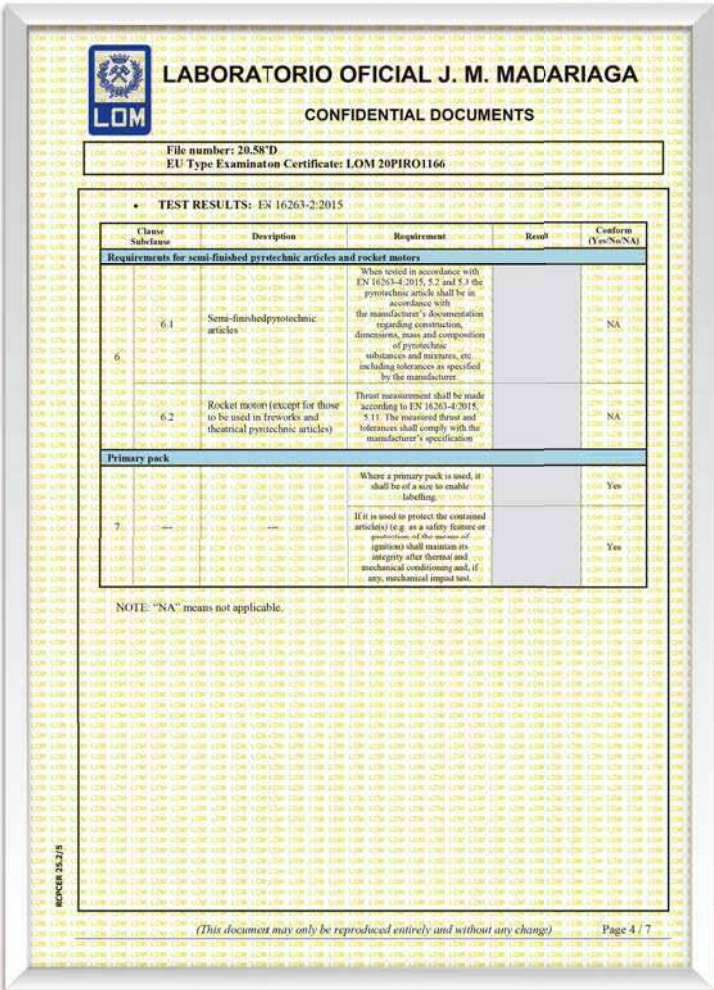 LABORATORIO OFICIAL J. M. MADARIAGA
LOM
CONFIDENTIAL DOCUMENTS
File number: 20.587D
EU Type Examinaton Certificate: LOM 20PIRO1166
• TEST RESULTS: EN 16263-2:2015
Clause
Subclause
Description
Requirement
Result
Conform
(Yes/No/NA)
Requirements for semi-finished pyrotechnic articles and rocket motors
6
6.1
Semi-finishedpyrotechnic
articles
When tested in accordance with
EN 16263-4:2015, 5.2 and 5.3 the
pyrotechnic article shall be in
accordance with
the manufacturer's documentation
regarding construction,
dimensions, mass and composition
of pyrotechnic
substances and mixtures, etc
including tolerances as specified
by the manufacturer.
NA
6.2
Rocket motors (except for those
to be used in fireworks and
theatrical pyrotechnic articles)
Thrust measurement shall be made
according to EN 16263-4:2015,
5.11. The measured thrust and
tolerances shall comply with the
manufacturer's specification
NA
Primary pack
7
---
---
Where a primary pack is used, it
shall be of a size to enable
labelling.
Yes
If it is used to protect the contained
article(s) (e.g. as a safety feature or
protection of the means of
ignition) shall maintain its
integrity after thermal and
mechanical conditioning and, if
any, mechanical impact test.
Yes
NOTE: "NA" means not applicable.
RCPCER 25.2/5
(This document may only be reproduced entirely and without any change)
Page 4 / 7